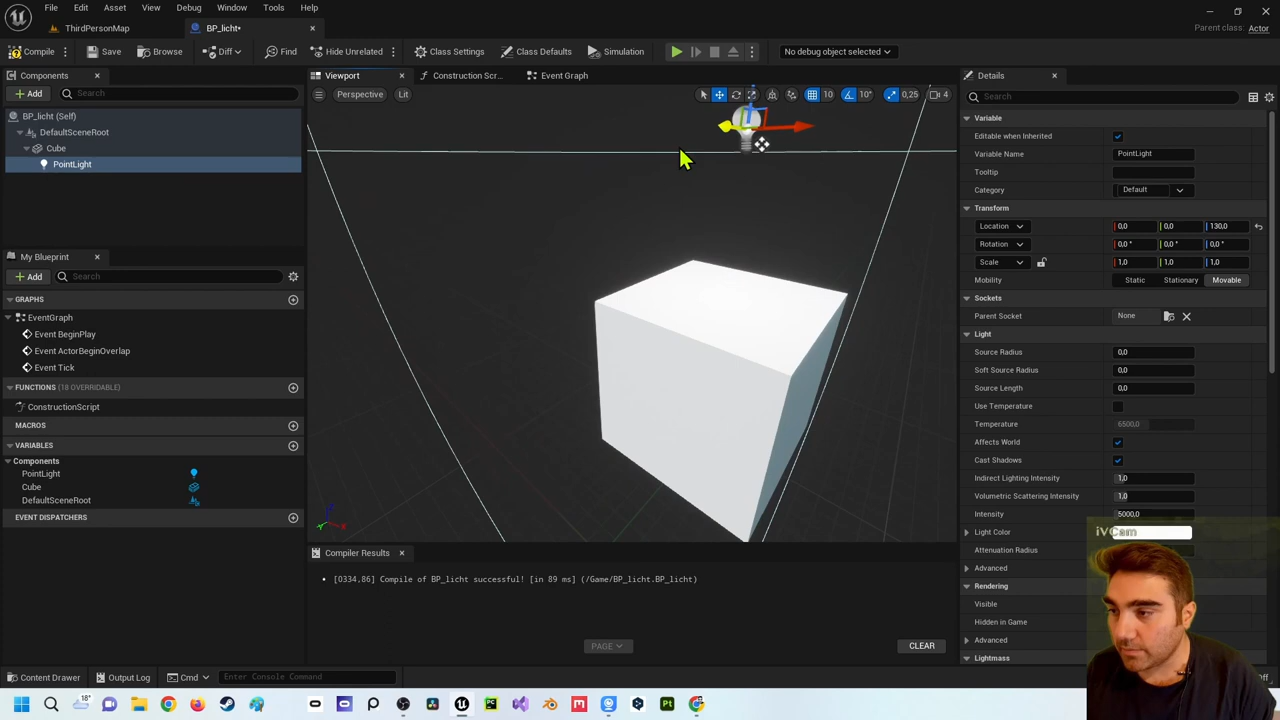 File Edit Asset View Debug Window Tools Help
ThirdPersonMap
BP_licht•
Parent class: Actor
Compile
Save
Browse
Diff
Find
Hide Unrelated
Class Settings
Class Defaults
Simulation
No debug object selected
Components
Add
Search
BP_licht (Self)
DefaultSceneRoot
Cube
PointLight
My Blueprint
Add
Search
GRAPHS
EventGraph
Event BeginPlay
Event ActorBeginOverlap
Event Tick
FUNCTIONS (18 OVERRIDABLE)
ConstructionScript
MACROS
VARIABLES
Components
PointLight
Cube
DefaultSceneRoot
EVENT DISPATCHERS
Viewport
Construction Scr...
Event Graph
Perspective
Lit
10
10°
0,25
4
Compiler Results
[0334,86] Compile of BP_licht successful! [in 89 ms] (/Game/BP_licht.BP_licht)
PAGE
CLEAR
Details
Search
Variable
Editable when Inherited
Variable Name PointLight
Tooltip
Category Default
Transform
Location 0,0 0,0 130,0
Rotation 0,0 ° 0,0 ° 0,0 °
Scale 1,0 1,0 1,0
Mobility Static Stationary Movable
Sockets
Parent Socket None
Light
Source Radius 0,0
Soft Source Radius 0,0
Source Length 0,0
Use Temperature
Temperature 6500,0
Affects World
Cast Shadows
Indirect Lighting Intensity 1,0
Volumetric Scattering Intensity 1,0
Intensity 5000,0
Light Color
iVCam
Attenuation Radius
Advanced
Rendering
Visible
Hidden in Game
Advanced
Lightmass
Content Drawer
Output Log
Cmd
Enter Console Command
18°